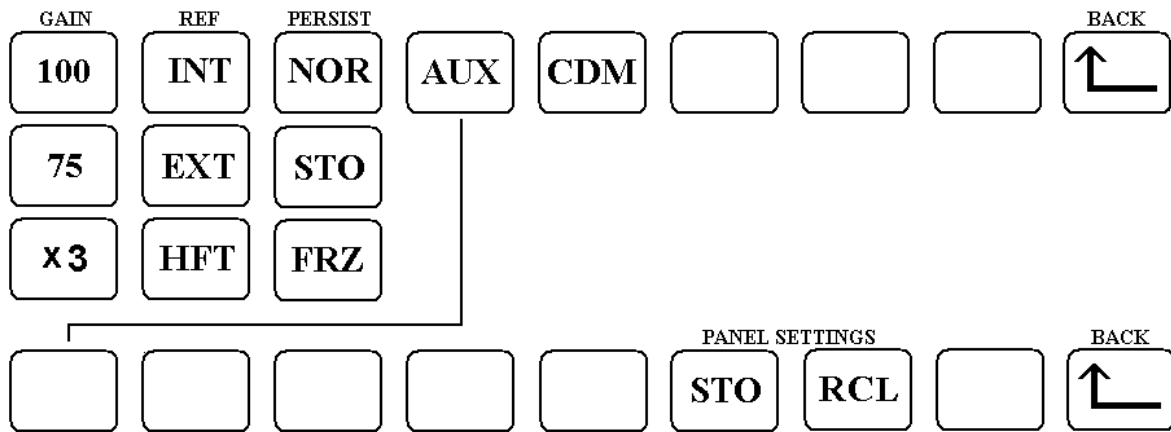 GAIN REF PERSIST BACK
100 INT NOR AUX CDM
75 EXT STO
X 3 HFT FRZ
PANEL SETTINGS BACK
STO RCL